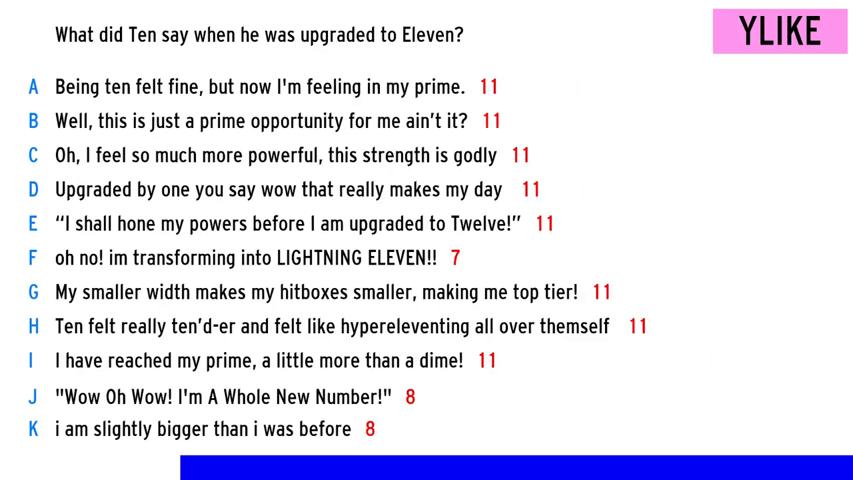 What did Ten say when he was upgraded to Eleven?
YLIKE
A Being ten felt fine, but now I'm feeling in my prime. 11
B Well, this is just a prime opportunity for me ain't it? 11
C Oh, I feel so much more powerful, this strength is godly 11
D Upgraded by one you say wow that really makes my day 11
E “I shall hone my powers before I am upgraded to Twelve!” 11
F oh no! im transforming into LIGHTNING ELEVEN!! 7
G My smaller width makes my hitboxes smaller, making me top tier! 11
H Ten felt really ten’d-er and felt like hypereleventing all over themself 11
I I have reached my prime, a little more than a dime! 11
J "Wow Oh Wow! I'm A Whole New Number!" 8
K i am slightly bigger than i was before 8